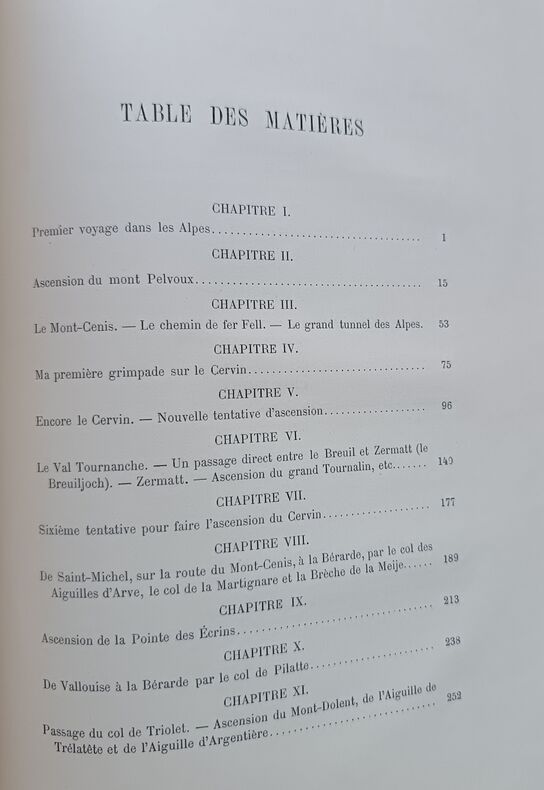 TABLE DES MATIÈRES
CHAPITRE I.
Premier voyage dans les Alpes.................................. 1
CHAPITRE II.
Ascension du mont Pelvoux..................................... 15
CHAPITRE III.
Le Mont-Cenis. — Le chemin de fer Fell. — Le grand tunnel des Alpes. 53
CHAPITRE IV.
Ma première grimpade sur le Cervin............................. 75
CHAPITRE V.
Encore le Cervin. — Nouvelle tentative d'ascension................. 96
CHAPITRE VI.
Le Val Tournanche. — Un passage direct entre le Breuil et Zermatt (le
Breuiljoch). — Zermatt. — Ascension du grand Tournalin, etc....... 140
CHAPITRE VII.
Sixième tentative pour faire l'ascension du Cervin.................. 177
CHAPITRE VIII.
De Saint-Michel, sur la route du Mont-Cenis, à la Bérarde, par le col des
Aiguilles d'Arve, le col de la Martignare et la Brèche de la Meije...... 189
CHAPITRE IX.
Ascension de la Pointe des Écrins................................ 213
CHAPITRE X.
De Vallouise à la Bérarde par le col de Pilatte.................... 238
CHAPITRE XI.
Passage du col de Triolet. — Ascension du Mont-Dolent, de l'Aiguille de
Trélatête et de l'Aiguille d'Argentière........................... 252